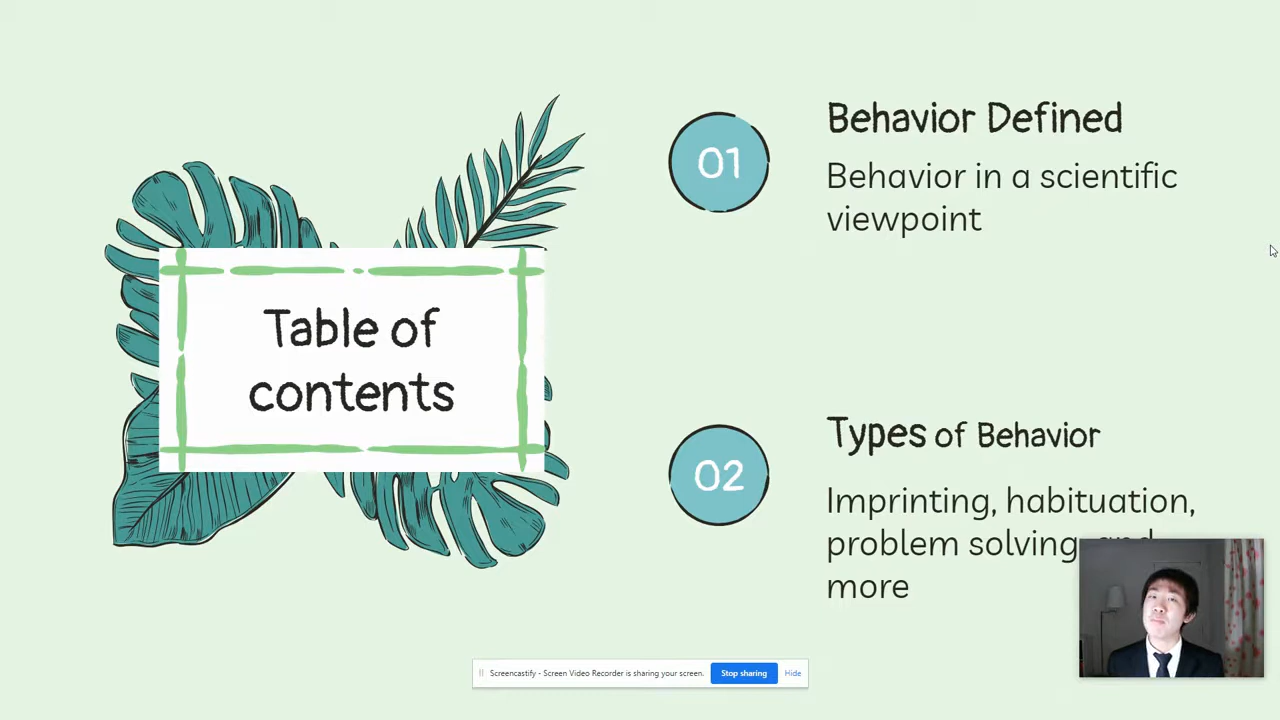 Table of
contents
01
Behavior Defined
Behavior in a scientific
viewpoint
02
Types of Behavior
Imprinting, habituation,
problem solving, and
more
Screencastify - Screen Video Recorder is sharing your screen.
Stop sharing
Hide